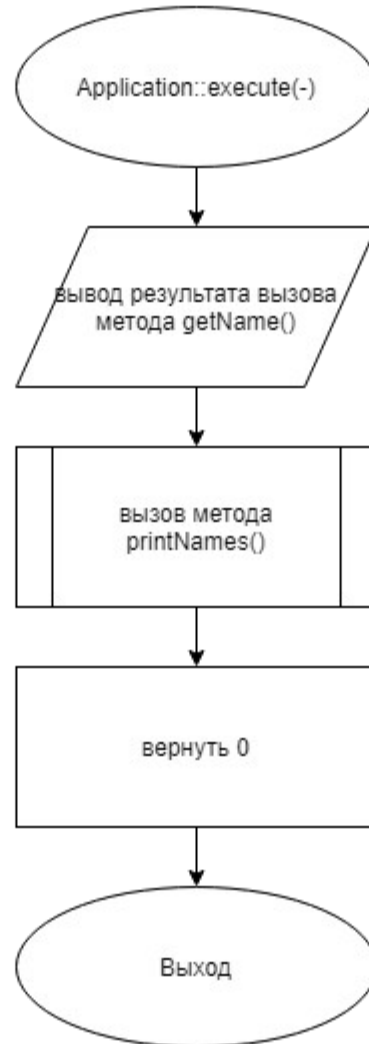 Application::execute(-)
вывод результата вызова
метода getName()
вызов метода
printNames()
вернуть 0
Выход